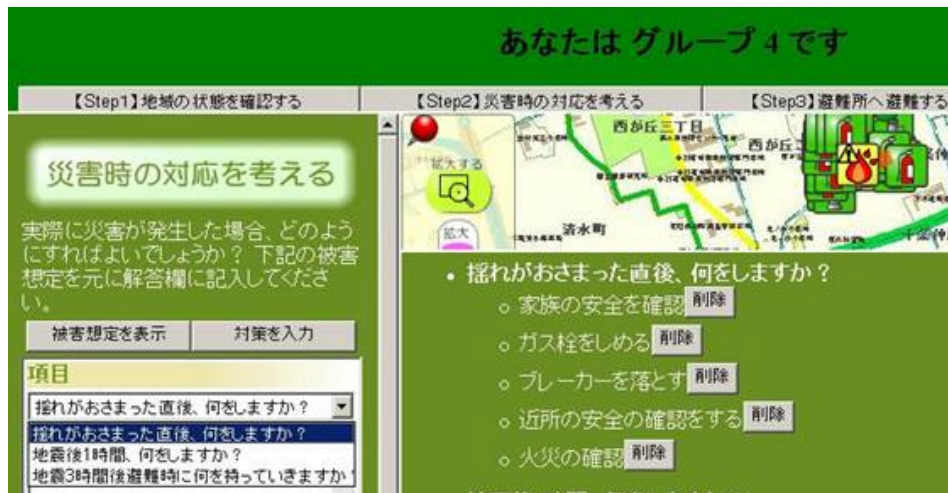 あなたは グループ 4 です
【Step1】地域の状態を確認する
【Step2】災害時の対応を考える
【Step3】避難所へ避難する
災害時の対応を考える
実際に災害が発生した場合、どのよう
にすればよいでしょうか？ 下記の被害
想定を元に解答欄に記入してくださ
い。
被害想定を表示
対策を入力
項目
揺れがおさまった直後、何をしますか？
揺れがおさまった直後、何をしますか？
地震後1時間、何をしますか？
地震3時間後避難時に何を持っていきますか
拡大する
拡大
西が丘三丁目
西が丘二
清水町
揺れがおさまった直後、何をしますか？
家族の安全を確認 削除
ガス栓をしめる 削除
ブレーカーを落とす 削除
近所の安全の確認をする 削除
火災の確認 削除